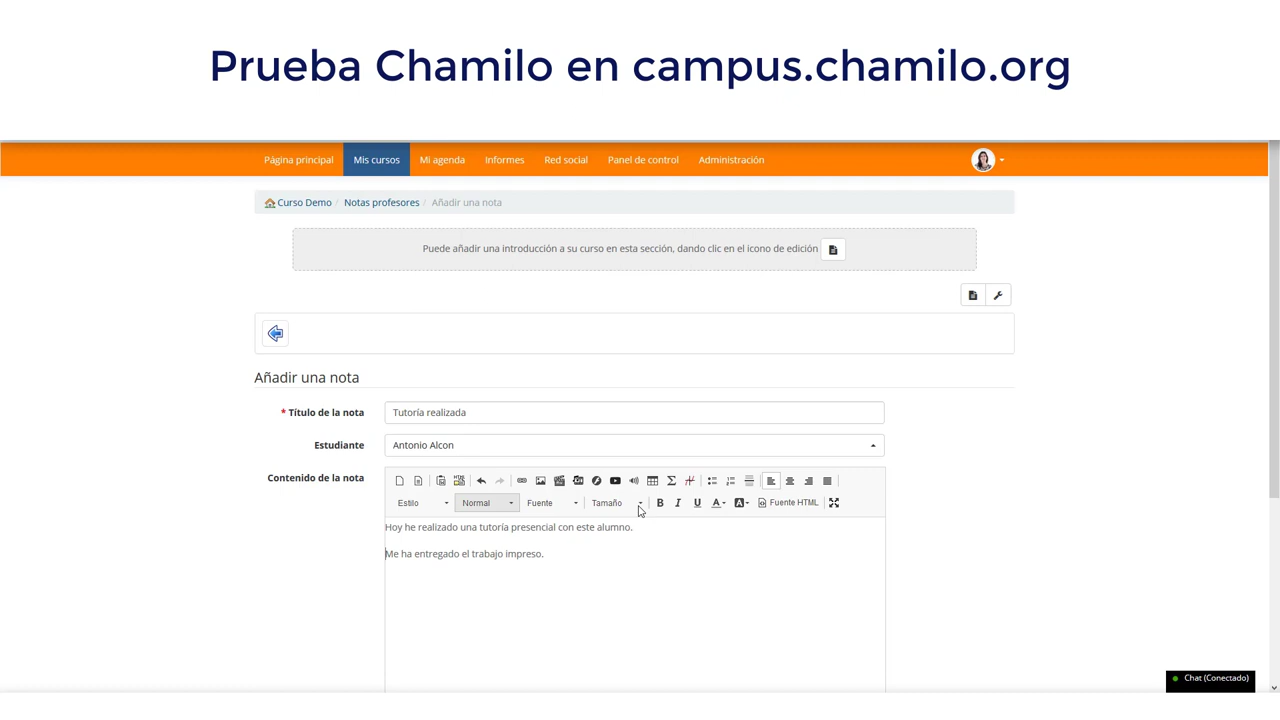 Prueba Chamilo en campus.chamilo.org
Página principal Mis cursos Mi agenda Informes Red social Panel de control Administración
Curso Demo / Notas profesores / Añadir una nota
Puede añadir una introducción a su curso en esta sección, dando clic en el icono de edición
Añadir una nota
* Título de la nota Tutoría realizada
Estudiante Antonio Alcon
Contenido de la nota
Estilo Normal Fuente Tamaño B I U A A Fuente HTML
Hoy he realizado una tutoría presencial con este alumno.
Me ha entregado el trabajo impreso.
Chat (Conectado)